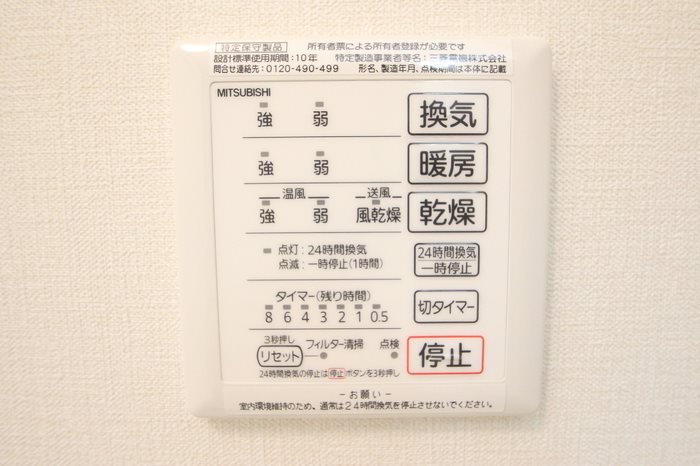 特定保守製品 所有者票による所有者登録が必要です
設計標準使用期間:10年 特定製造事業者等名:三菱電機株式会社
問合せ連絡先:0120-490-499 形名、製造年月、点検期間は本体に記載
MITSUBISHI
強 弱 換気
強 弱 暖房
温風 送風
強 弱 風乾燥 乾燥
点灯:24時間換気
点滅:一時停止(1時間)
24時間換気
一時停止
タイマー(残り時間)
8 6 4 3 2 1 0.5
切タイマー
3秒押し
リセット フィルター清掃 点検
停止
24時間換気の停止は停止ボタンを3秒押し
-お願い-
室内環境維持のため、通常は24時間換気を停止させないでください。